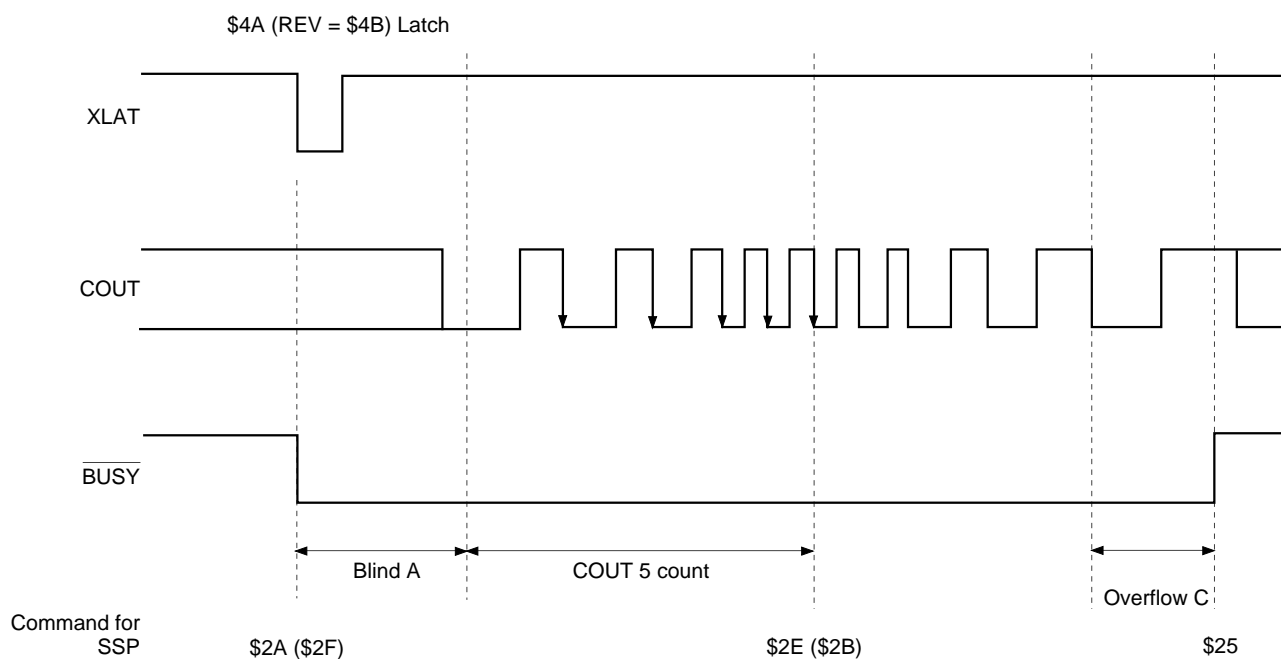 $4A (REV = $4B) Latch
XLAT
COUT
BUSY
Blind A
COUT 5 count
Overflow C
Command for
SSP
$2A ($2F)
$2E ($2B)
$25